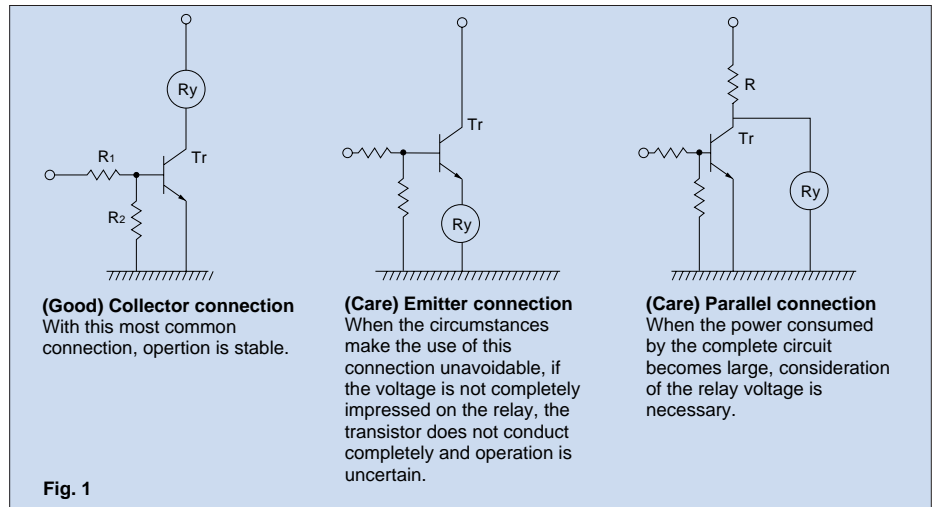 Ry
Tr
R1
R2
(Good) Collector connection
With this most common
connection, opertion is stable.
Tr
Ry
(Care) Emitter connection
When the circumstances
make the use of this
connection unavoidable, if
the voltage is not completely
impressed on the relay, the
transistor does not conduct
completely and operation is
uncertain.
R
Tr
Ry
(Care) Parallel connection
When the power consumed
by the complete circuit
becomes large, consideration
of the relay voltage is
necessary.
Fig. 1